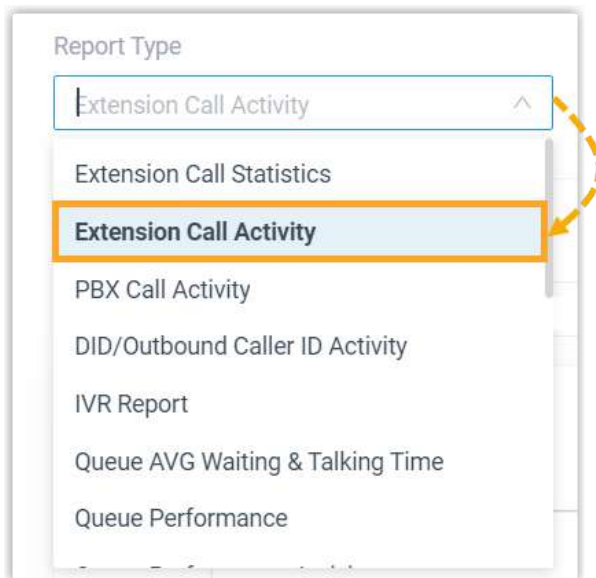 Report Type
Extension Call Activity
Extension Call Statistics
Extension Call Activity
PBX Call Activity
DID/Outbound Caller ID Activity
IVR Report
Queue AVG Waiting & Talking Time
Queue Performance